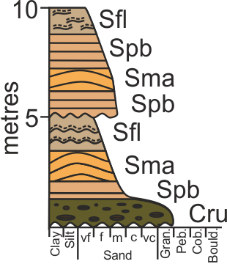 10
Sfl
Spb
Sma
Spb
5
Sfl
Sma
Spb
Cru
metres
Clay Silt vf f m c vc Gran. Peb. Cob. Bould.
Sand